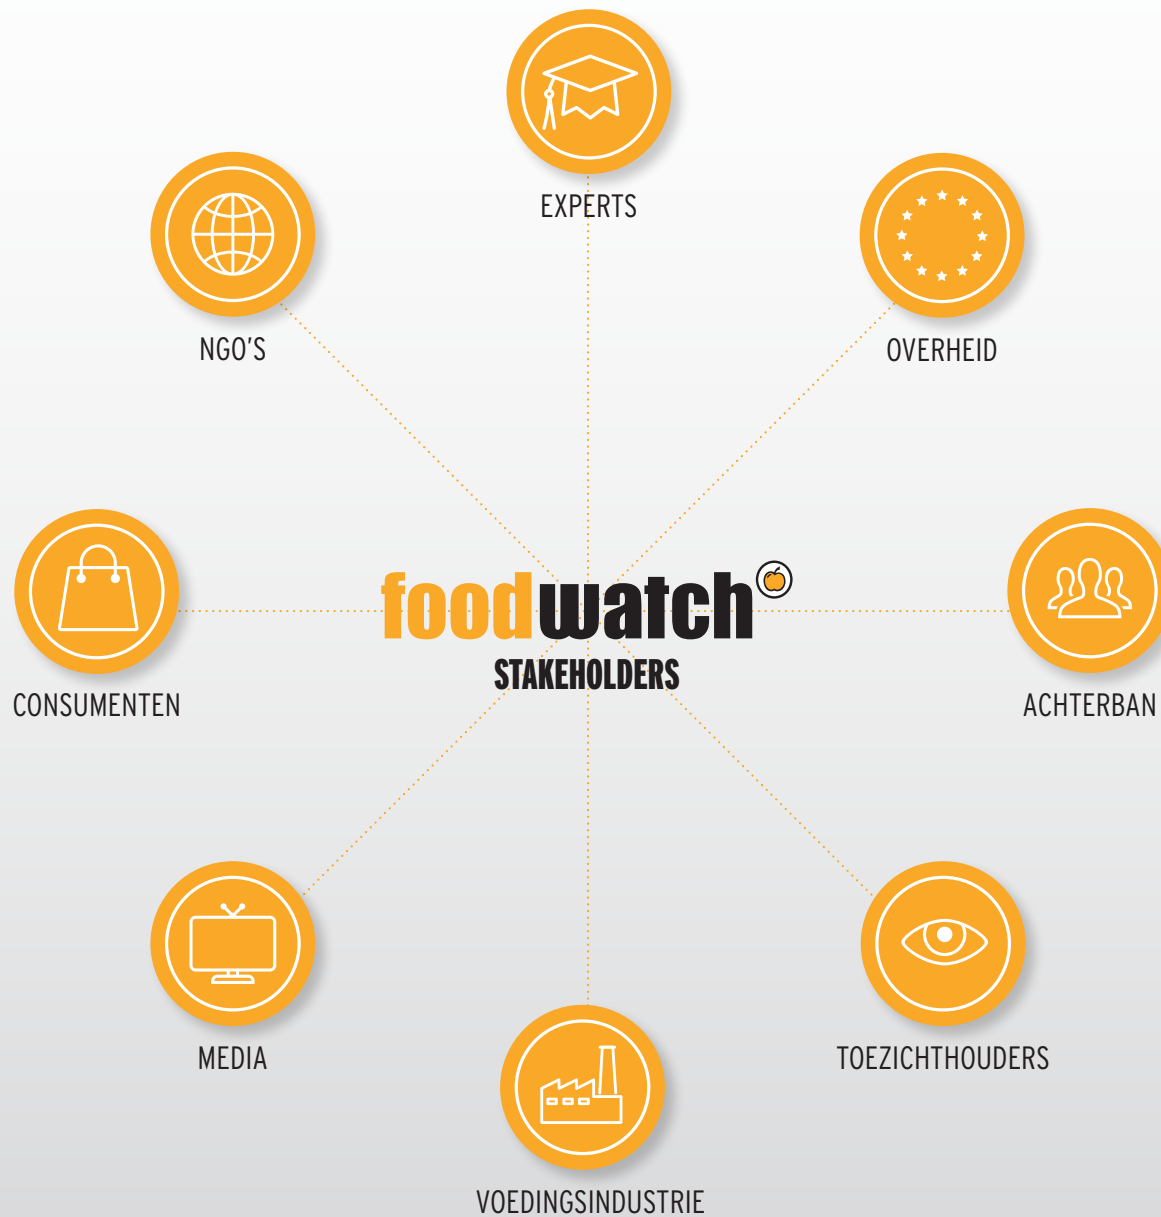 EXPERTS
NGO'S
OVERHEID
foodwatch
STAKEHOLDERS
CONSUMENTEN
ACHTERBAN
MEDIA
TOEZICHTHOUDERS
VOEDINGSINDUSTRIE